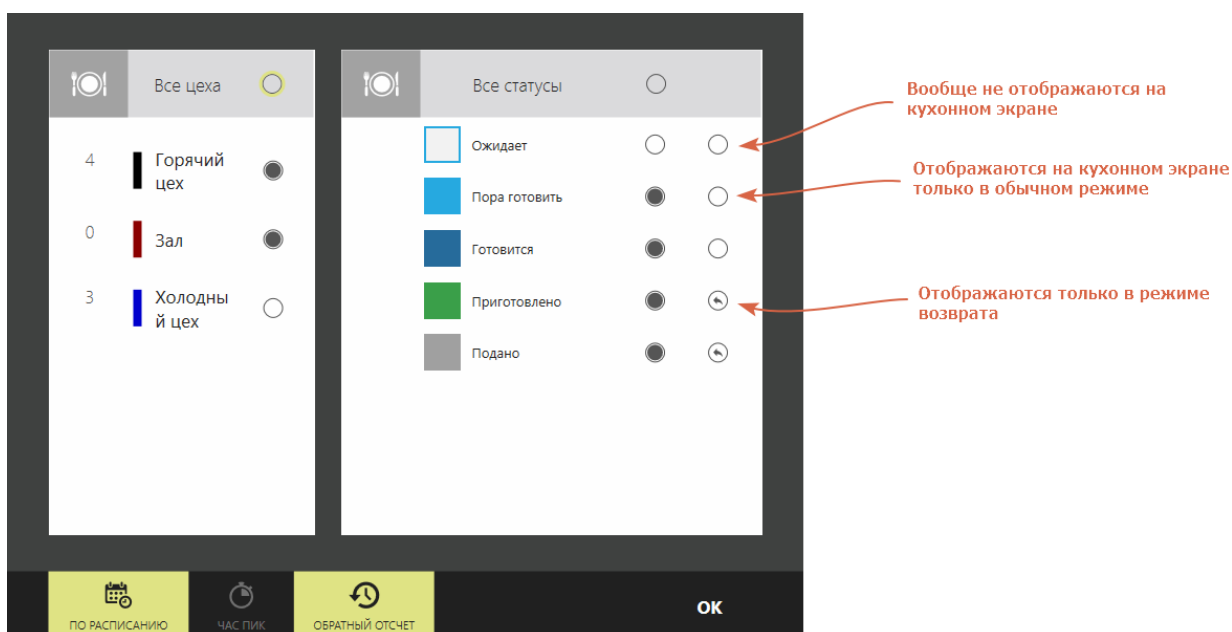 Все цеха
4
Горячий
цех
0
Зал
3
Холодны
й цех
Все статусы
Ожидает
Пора готовить
Готовится
Приготовлено
Подано
Вообще не отображаются на
кухонном экране
Отображаются на кухонном экране
только в обычном режиме
Отображаются только в режиме
возврата
ПО РАСПИСАНИЮ
ЧАС ПИК
ОБРАТНЫЙ ОТСЧЕТ
OK